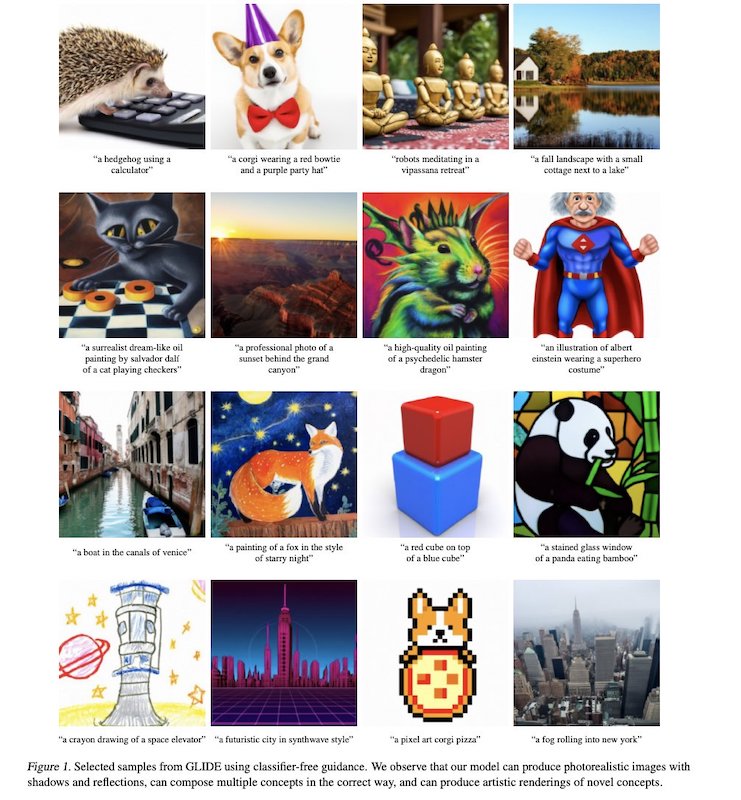 “a hedgehog using a
calculator”
“a corgi wearing a red bowtie
and a purple party hat”
“robots meditating in a
vipassana retreat”
“a fall landscape with a small
cottage next to a lake”
“a surrealist dream-like oil
painting by salvador dalí
of a cat playing checkers”
“a professional photo of a
sunset behind the grand
canyon”
“a high-quality oil painting
of a psychedelic hamster
dragon”
“an illustration of albert
einstein wearing a superhero
costume”
“a boat in the canals of venice”
“a painting of a fox in the style
of starry night”
“a red cube on top
of a blue cube”
“a stained glass window
of a panda eating bamboo”
“a crayon drawing of a space elevator”
“a futuristic city in synthwave style”
“a pixel art corgi pizza”
“a fog rolling into new york”
Figure 1. Selected samples from GLIDE using classifier-free guidance. We observe that our model can produce photorealistic images with
shadows and reflections, can compose multiple concepts in the correct way, and can produce artistic renderings of novel concepts.